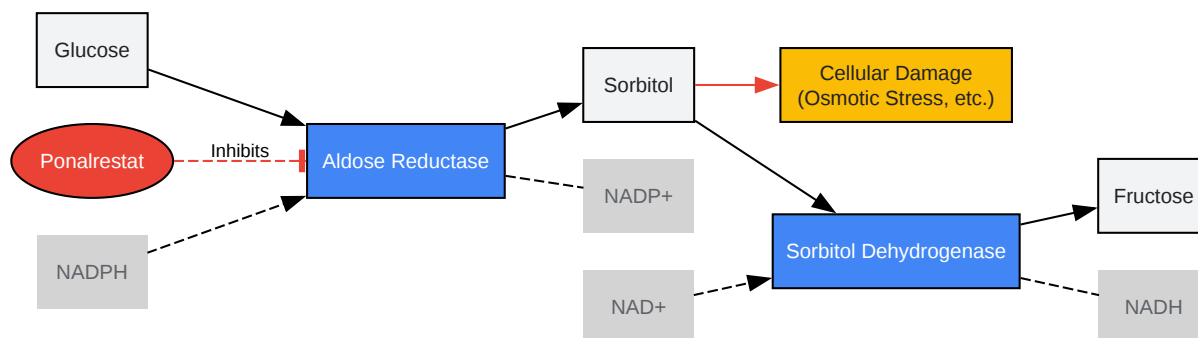 Glucose
Sorbitol
Cellular Damage
(Osmotic Stress, etc.)
Ponalrestat
Inhibits
Aldose Reductase
NADP+
Fructose
NADPH
Sorbitol Dehydrogenase
NAD+
NADH